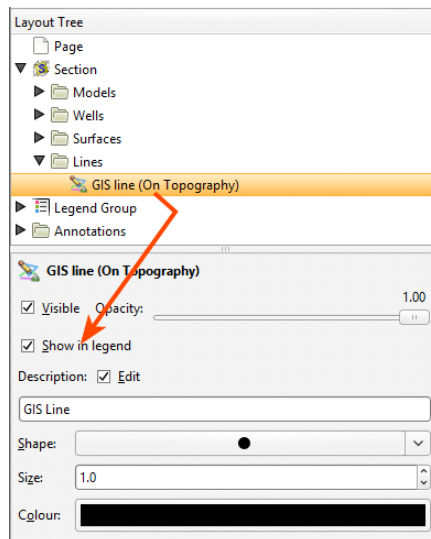 Layout Tree
Page
Section
Models
Wells
Surfaces
Lines
GIS line (On Topography)
Legend Group
Annotations
GIS line (On Topography)
Visible Opacity: 1.00
Show in legend
Description: Edit
GIS Line
Shape:
Size: 1.0
Colour: